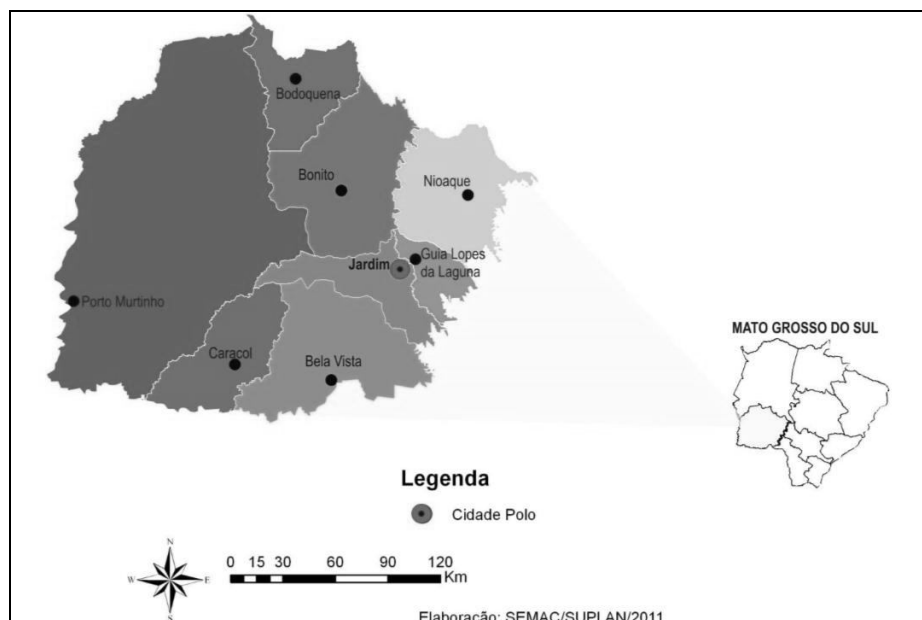 Bodoquena
Bonito
Nioaque
Guia Lopes
da Laguna
Jardim
Porto Murtinho
Caracol
Bela Vista
MATO GROSSO DO SUL
Legenda
Cidade Polo
N
W E
S
0 15 30 60 90 120
Km
Elaboração: SEMAC/SUPLAN/2011